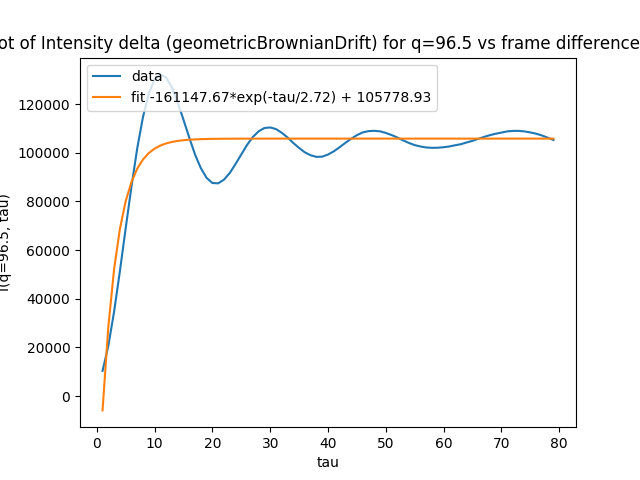 ot of Intensity delta (geometricBrownianDrift) for q=96.5 vs frame difference
data
fit -161147.67*exp(-tau/2.72) + 105778.93
120000
100000
80000
60000
40000
20000
0
I(q=96.5, tau)
0 10 20 30 40 50 60 70 80
tau